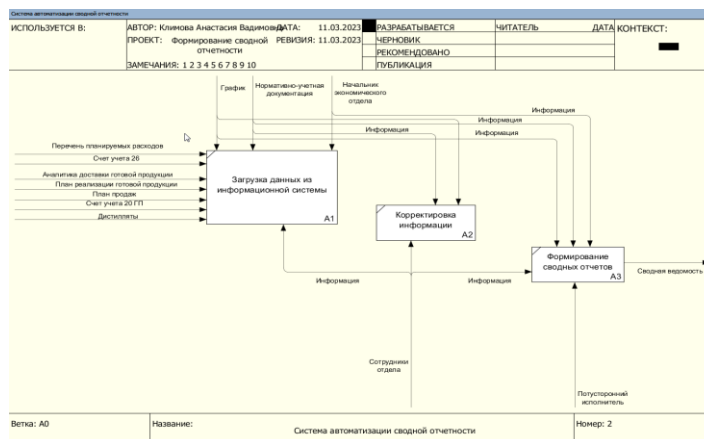 Система автоматизации сводной отчетности
ИСПОЛЬЗУЕТСЯ В:
АВТОР: Климова Анастасия Вадимовна
ДАТА: 11.03.2023
РАЗРАБАТЫВАЕТСЯ
ЧИТАТЕЛЬ
ДАТА
КОНТЕКСТ:
ПРОЕКТ: Формирование сводной отчетности
РЕВИЗИЯ: 11.03.2023
ЧЕРНОВИК
РЕКОМЕНДОВАНО
ЗАМЕЧАНИЯ: 1 2 3 4 5 6 7 8 9 10
ПУБЛИКАЦИЯ
График
Нормативно-учетная
документация
Начальник
экономического
отдела
Информация
Информация
Информация
Информация
Перечень планируемых расходов
Счет учета 26
Аналитика доставки готовой продукции
План реализации готовой продукции
План продаж
Счет учета 20 ГП
Дистилляты
Загрузка данных из
информационной системы
A1
Корректировка
информации
A2
Формирование
сводных отчетов
A3
Сводная ведомость
Информация
Информация
Сотрудники
отдела
Потусторонний
исполнитель
Ветка: A0
Название:
Система автоматизации сводной отчетности
Номер: 2